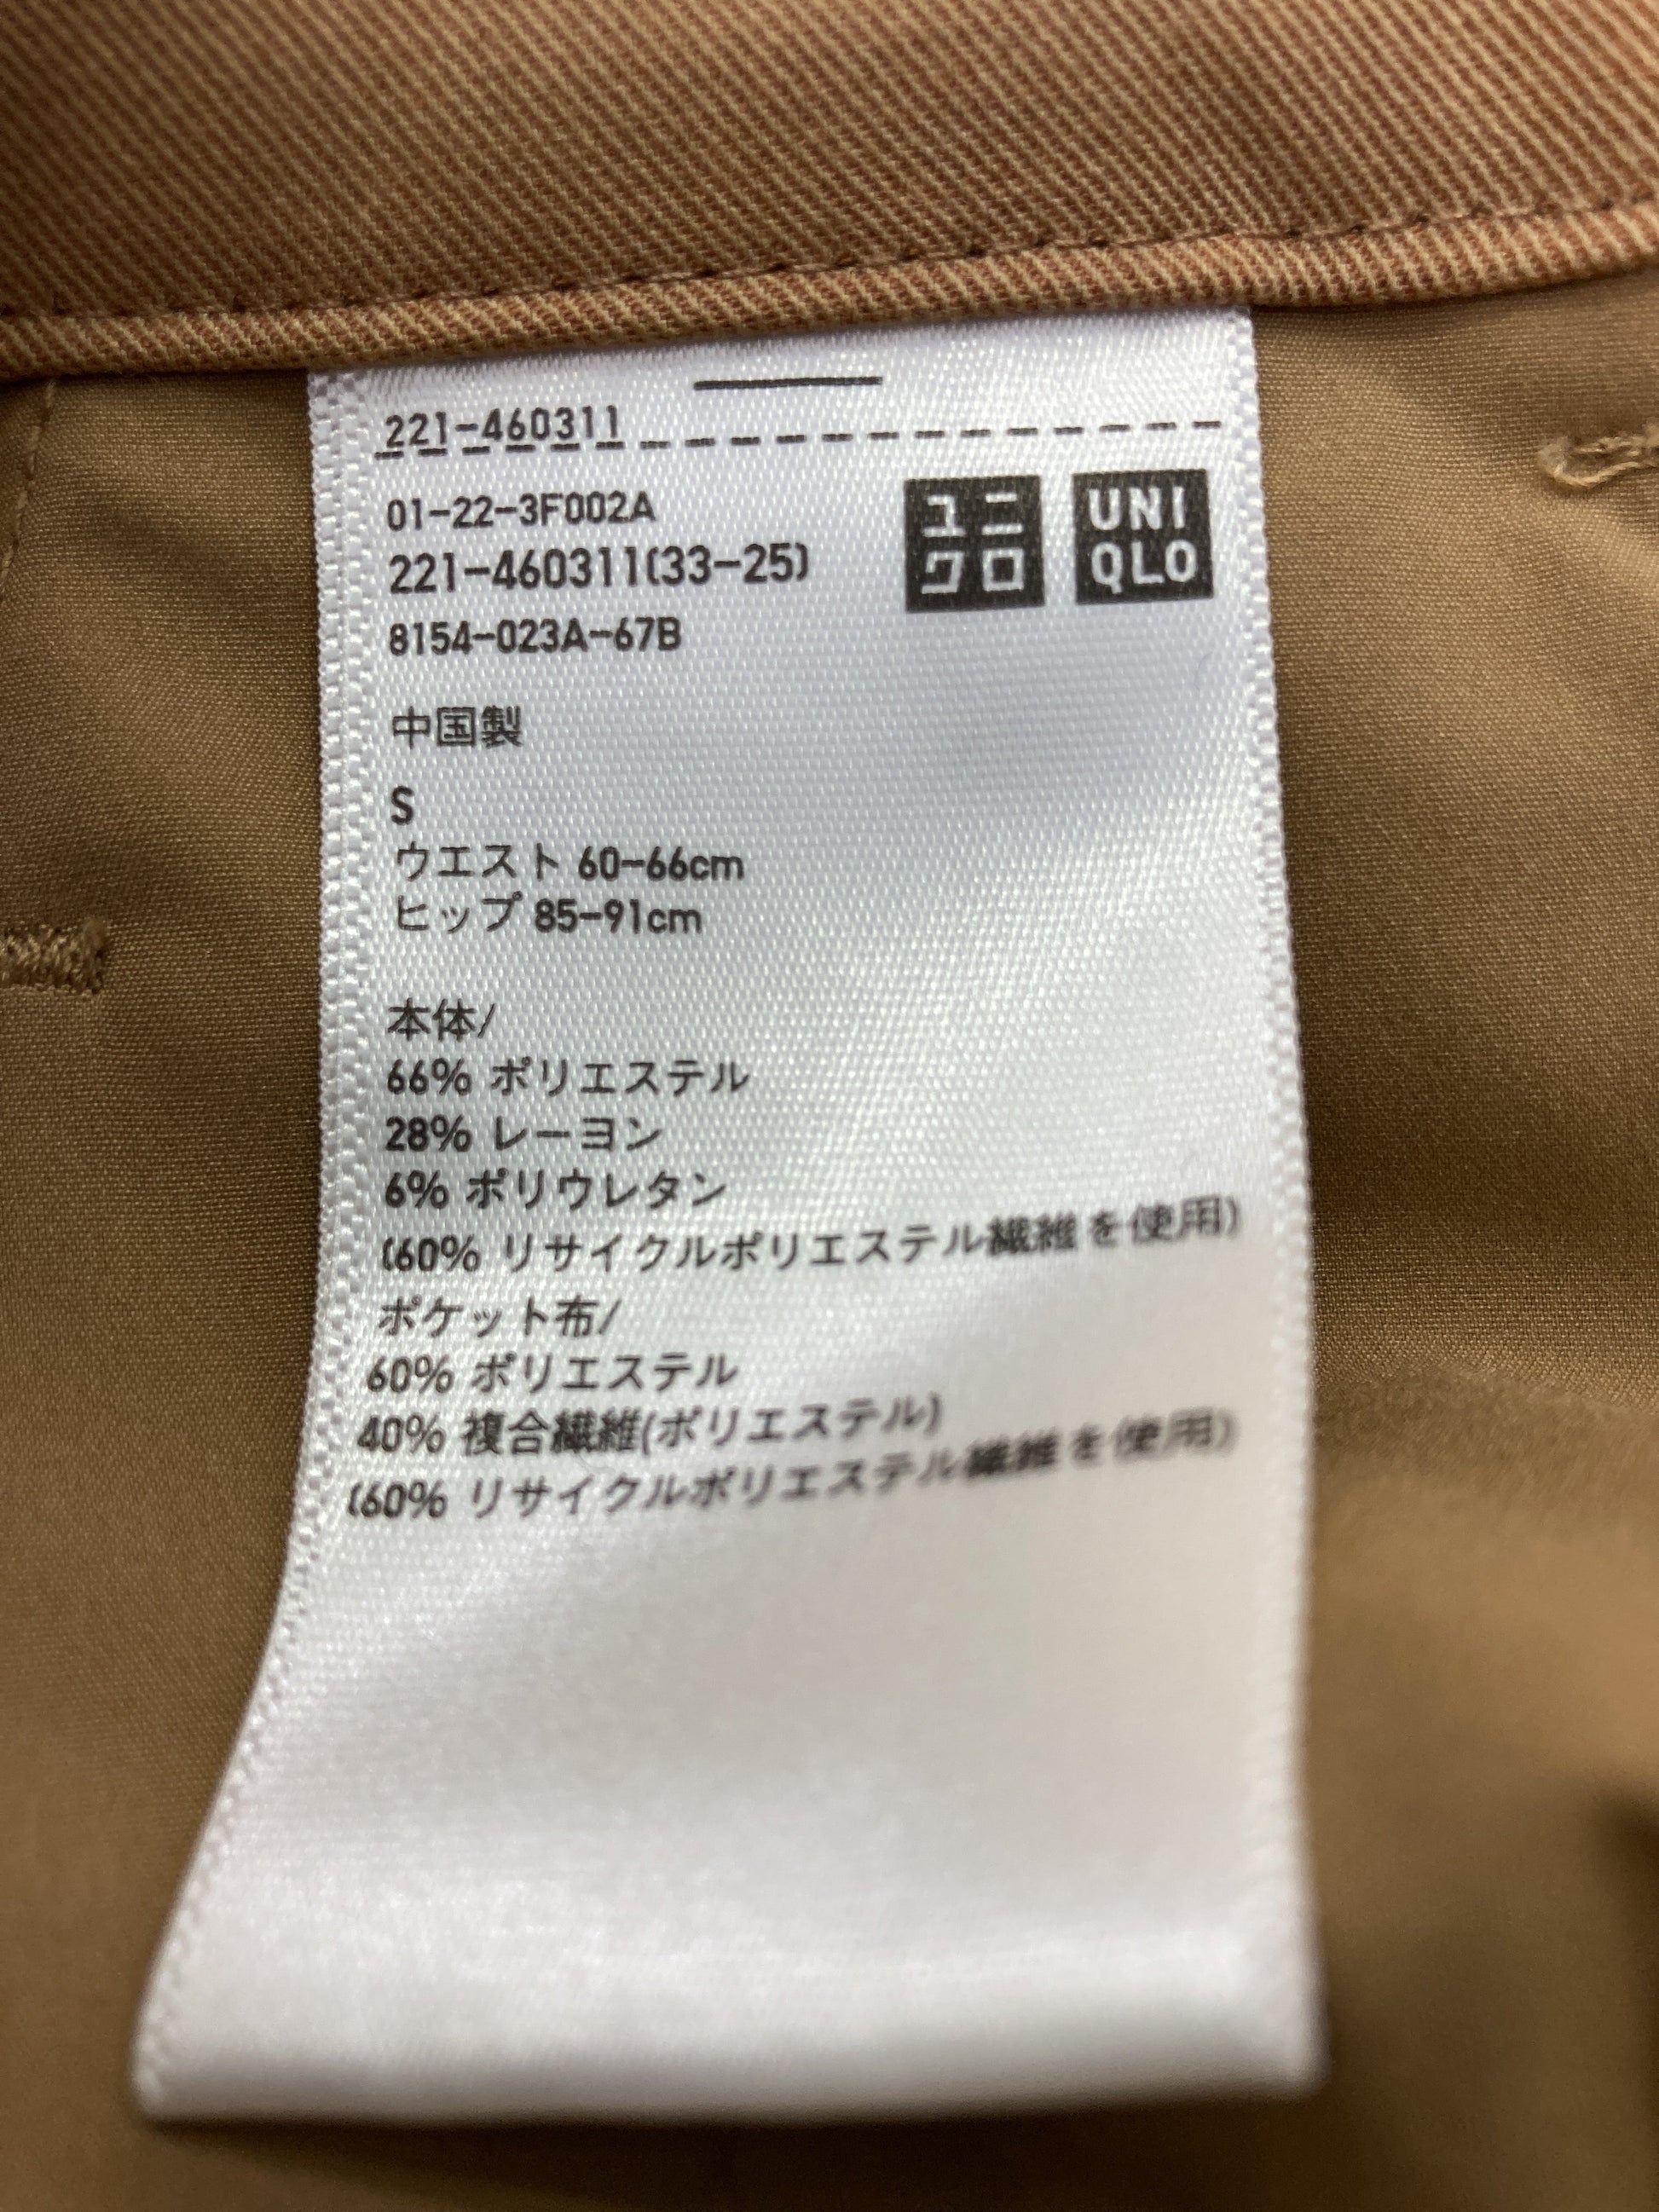 221-460311
01-22-3F002A
221-460311(33-25)
8154-023A-67B
ユニ
クロ
UNI
QLO
中国製
S
ウエスト 60-66cm
ヒップ 85-91cm
本体/
66% ポリエステル
28% レーヨン
6% ポリウレタン
(60% リサイクルポリエステル繊維を使用)
ポケット布/
60% ポリエステル
40% 複合繊維(ポリエステル)
(60% リサイクルポリエステル繊維を使用)